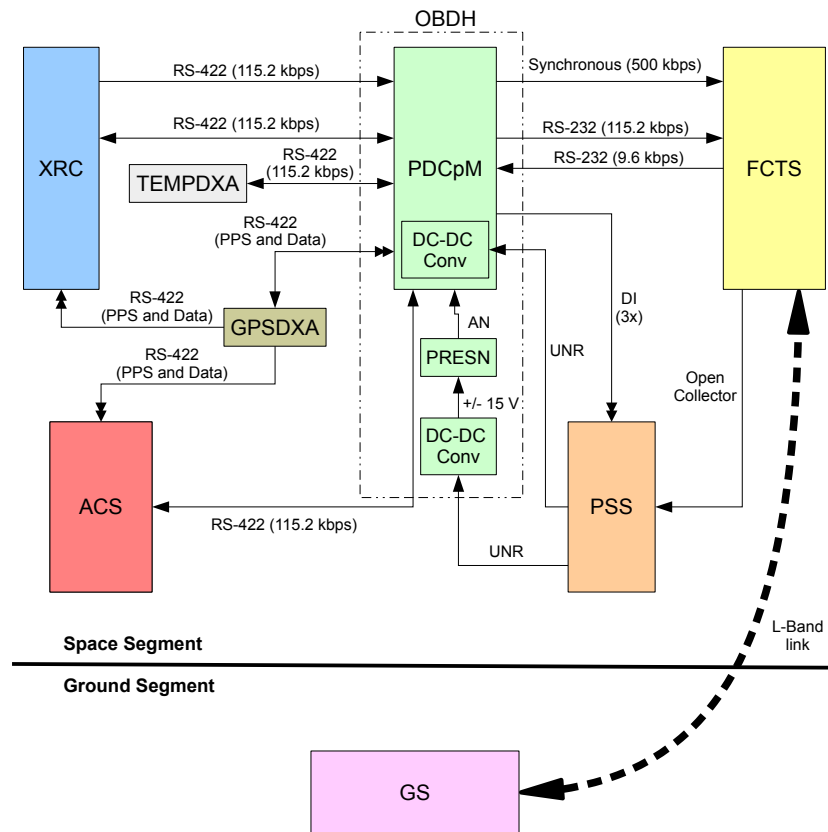 OBDH
RS-422 (115.2 kbps)
Synchronous (500 kbps)
XRC
RS-422 (115.2 kbps)
PDCpM
RS-232 (115.2 kbps)
RS-232 (9.6 kbps)
FCTS
TEMPDXA
RS-422
(115.2 kbps)
RS-422
(PPS and Data)
DC-DC
Conv
RS-422
(PPS and Data)
GPSDXA
AN
DI
(3x)
PRESN
UNR
RS-422
(PPS and Data)
+/- 15 V
Open
Collector
DC-DC
Conv
ACS
RS-422 (115.2 kbps)
PSS
UNR
L-Band
link
Space Segment
Ground Segment
GS